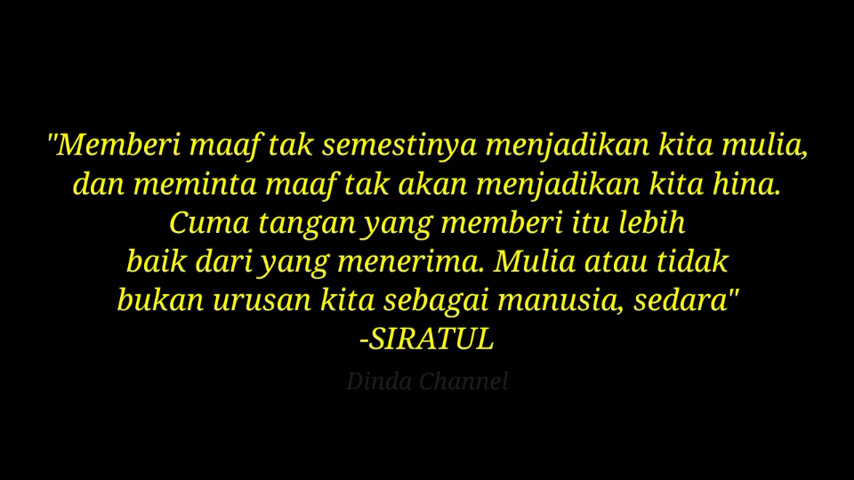 "Memberi maaf tak semestinya menjadikan kita mulia,
dan meminta maaf tak akan menjadikan kita hina.
Cuma tangan yang memberi itu lebih
baik dari yang menerima. Mulia atau tidak
bukan urusan kita sebagai manusia, sedara"
-SIRATUL
Dinda Channel